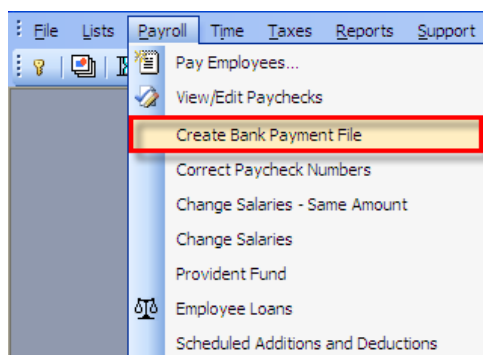 File Lists Payroll Time Taxes Reports Support
Pay Employees...
View/Edit Paychecks
Create Bank Payment File
Correct Paycheck Numbers
Change Salaries - Same Amount
Change Salaries
Provident Fund
Employee Loans
Scheduled Additions and Deductions